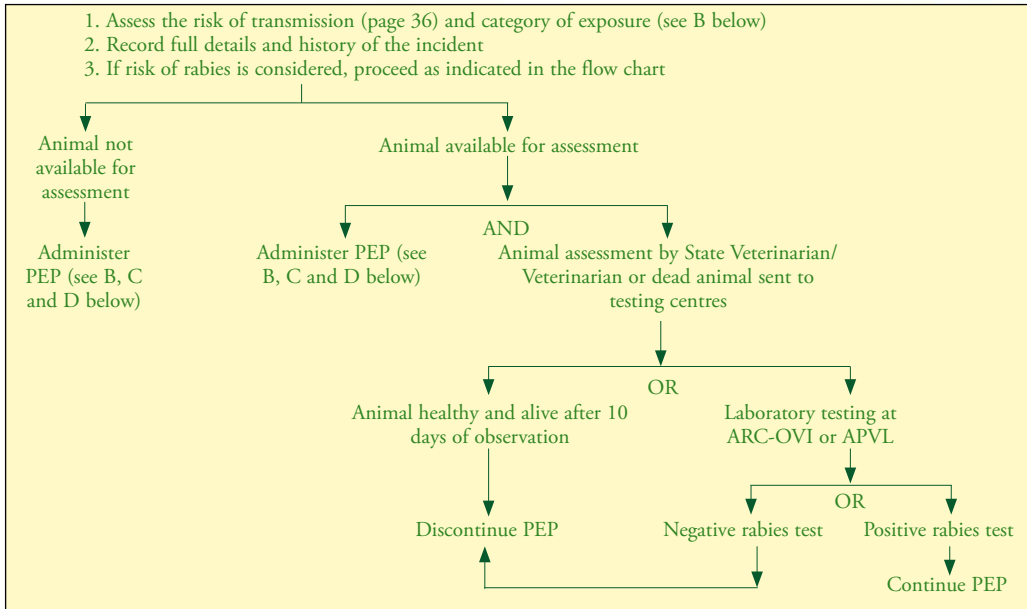 1. Assess the risk of transmission (page 36) and category of exposure (see B below)
2. Record full details and history of the incident
3. If risk of rabies is considered, proceed as indicated in the flow chart
Animal not
available for
assessment
Animal available for assessment
Administer
PEP (see B, C
and D below)
AND
Administer PEP (see
B, C and D below)
Animal assessment by State Veterinarian/
Veterinarian or dead animal sent to
testing centres
OR
Animal healthy and alive after 10
days of observation
Laboratory testing at
ARC-OVI or APVL
OR
Discontinue PEP
Negative rabies test
Positive rabies test
Continue PEP